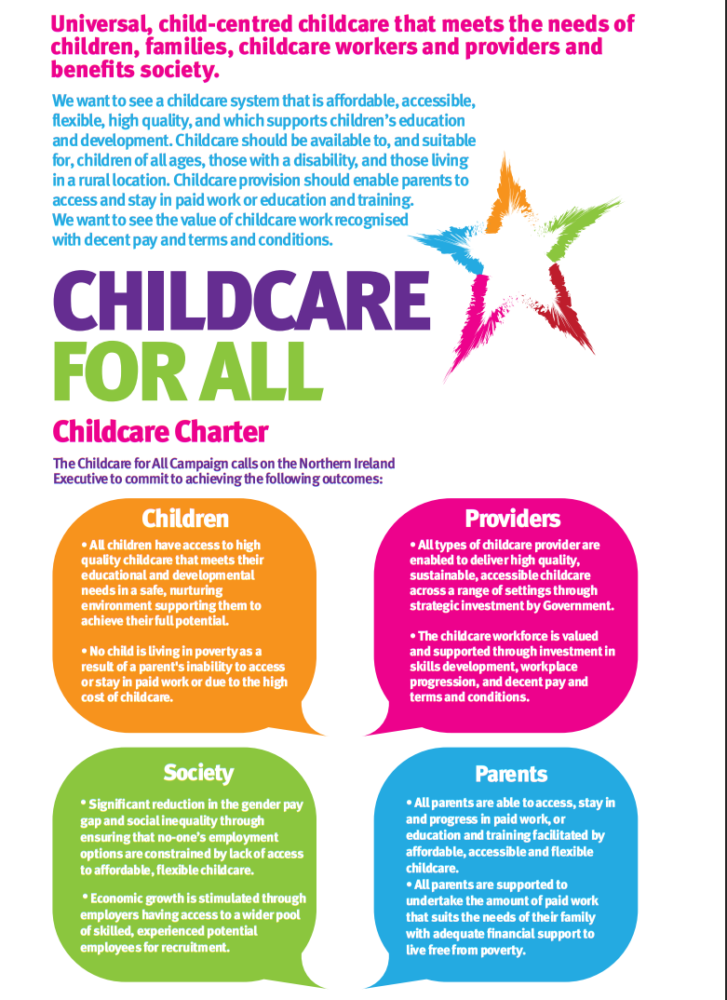 Universal, child-centred childcare that meets the needs of
children, families, childcare workers and providers and
benefits society.
We want to see a childcare system that is affordable, accessible,
flexible, high quality, and which supports children’s education
and development. Childcare should be available to, and suitable
for, children of all ages, those with a disability, and those living
in a rural location. Childcare provision should enable parents to
access and stay in paid work or education and training.
We want to see the value of childcare work recognised
with decent pay and terms and conditions.
CHILDCARE
FOR ALL
Childcare Charter
The Childcare for All Campaign calls on the Northern Ireland
Executive to commit to achieving the following outcomes:
Children
• All children have access to high
quality childcare that meets their
educational and developmental
needs in a safe, nurturing
environment supporting them to
achieve their full potential.
• No child is living in poverty as a
result of a parent's inability to access
or stay in paid work or due to the high
cost of childcare.
Providers
• All types of childcare provider are
enabled to deliver high quality,
sustainable, accessible childcare
across a range of settings through
strategic investment by Government.
• The childcare workforce is valued
and supported through investment in
skills development, workplace
progression, and decent pay and
terms and conditions.
Society
• Significant reduction in the gender pay
gap and social inequality through
ensuring that no-one’s employment
options are constrained by lack of access
to affordable, flexible childcare.
• Economic growth is stimulated through
employers having access to a wider pool
of skilled, experienced potential
employees for recruitment.
Parents
• All parents are able to access, stay in
and progress in paid work, or
education and training facilitated by
affordable, accessible and flexible
childcare.
• All parents are supported to
undertake the amount of paid work
that suits the needs of their family
with adequate financial support to
live free from poverty.